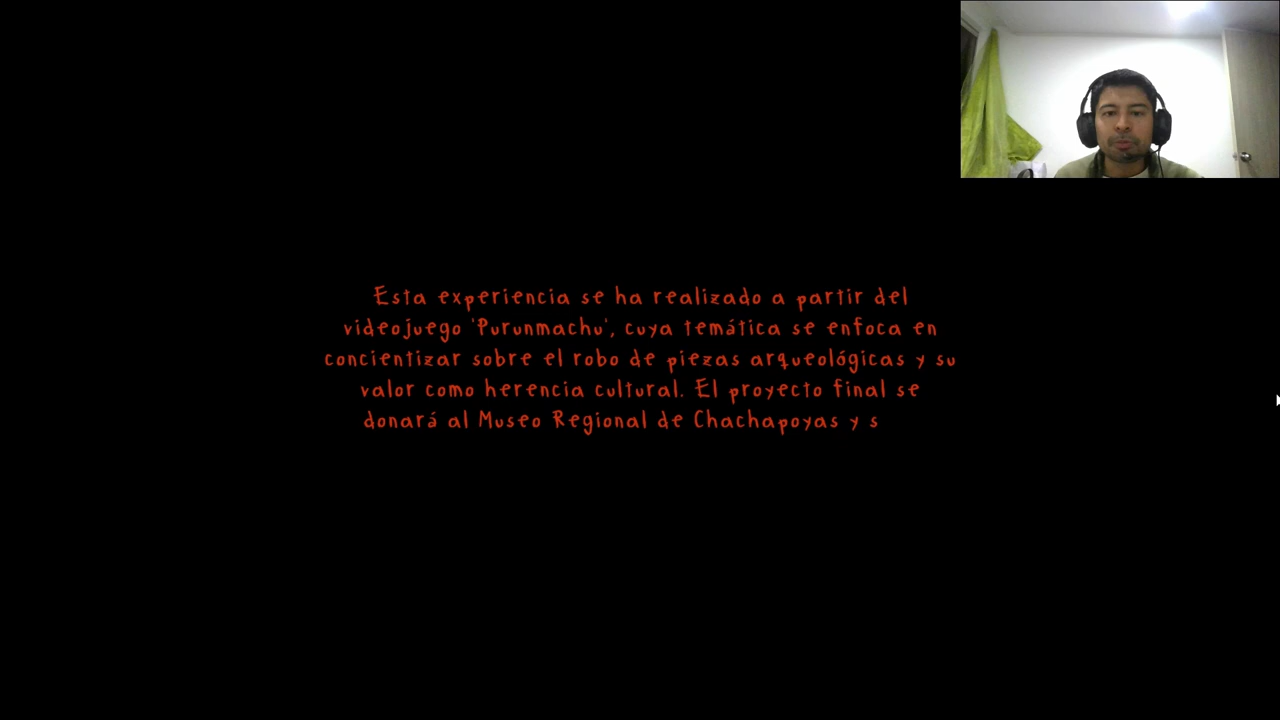 Esta experiencia se ha realizado a partir del
videojuego 'Purunmachu', cuya temática se enfoca en
concientizar sobre el robo de piezas arqueológicas y su
valor como herencia cultural. El proyecto final se
donará al Museo Regional de Chachapoyas y s